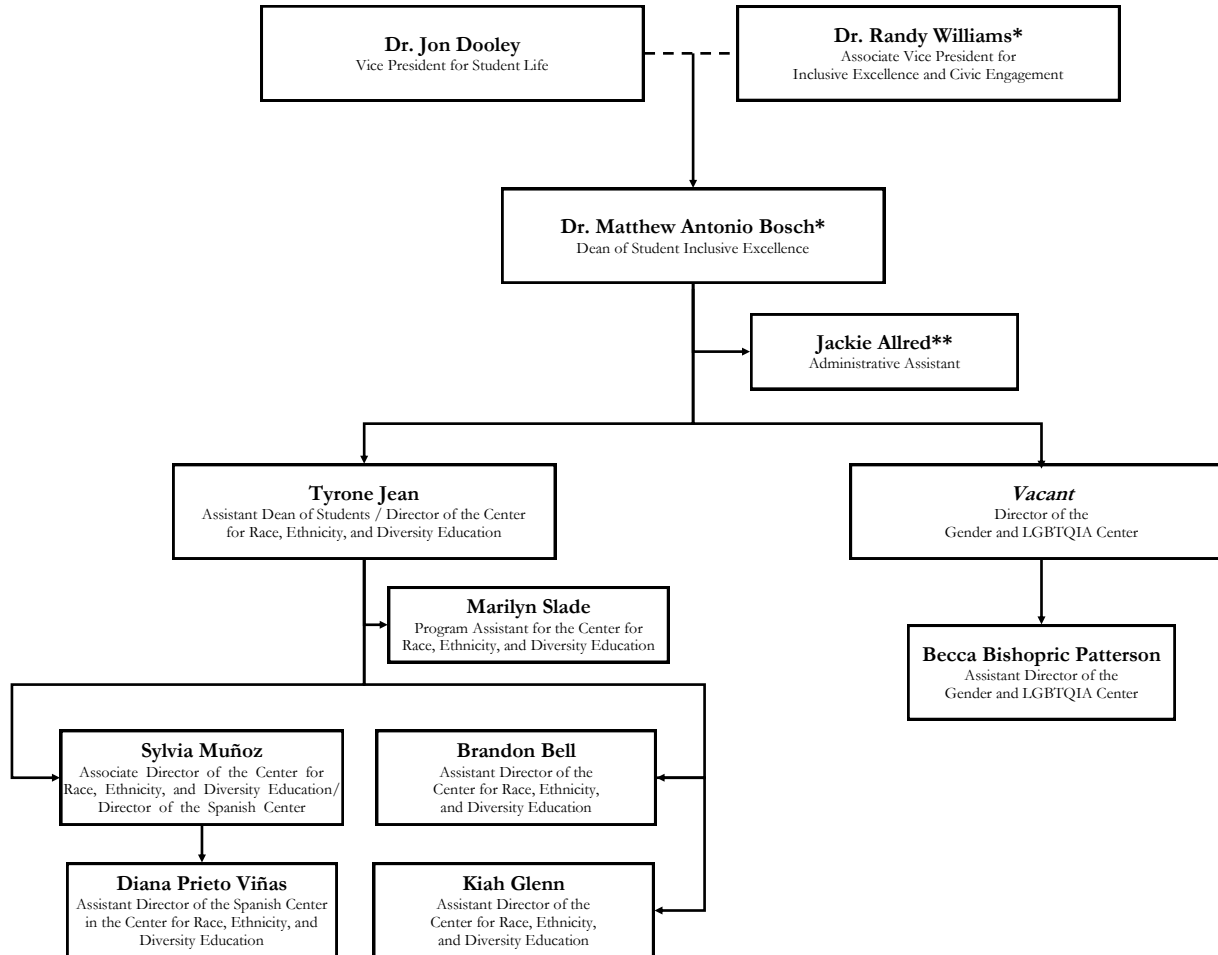 Dr. Jon Dooley
Vice President for Student Life
Dr. Randy Williams*
Associate Vice President for
Inclusive Excellence and Civic Engagement
Dr. Matthew Antonio Bosch*
Dean of Student Inclusive Excellence
Jackie Allred**
Administrative Assistant
Tyrone Jean
Assistant Dean of Students / Director of the Center
for Race, Ethnicity, and Diversity Education
Vacant
Director of the
Gender and LGBTQIA Center
Marilyn Slade
Program Assistant for the Center for
Race, Ethnicity, and Diversity Education
Becca Bishopric Patterson
Assistant Director of the
Gender and LGBTQIA Center
Sylvia Muñoz
Associate Director of the Center for
Race, Ethnicity, and Diversity Education/
Director of the Spanish Center
Brandon Bell
Assistant Director of the
Center for Race, Ethnicity,
and Diversity Education
Diana Prieto Viñas
Assistant Director of the Spanish Center
in the Center for Race, Ethnicity, and
Diversity Education
Kiah Glenn
Assistant Director of the
Center for Race, Ethnicity,
and Diversity Education